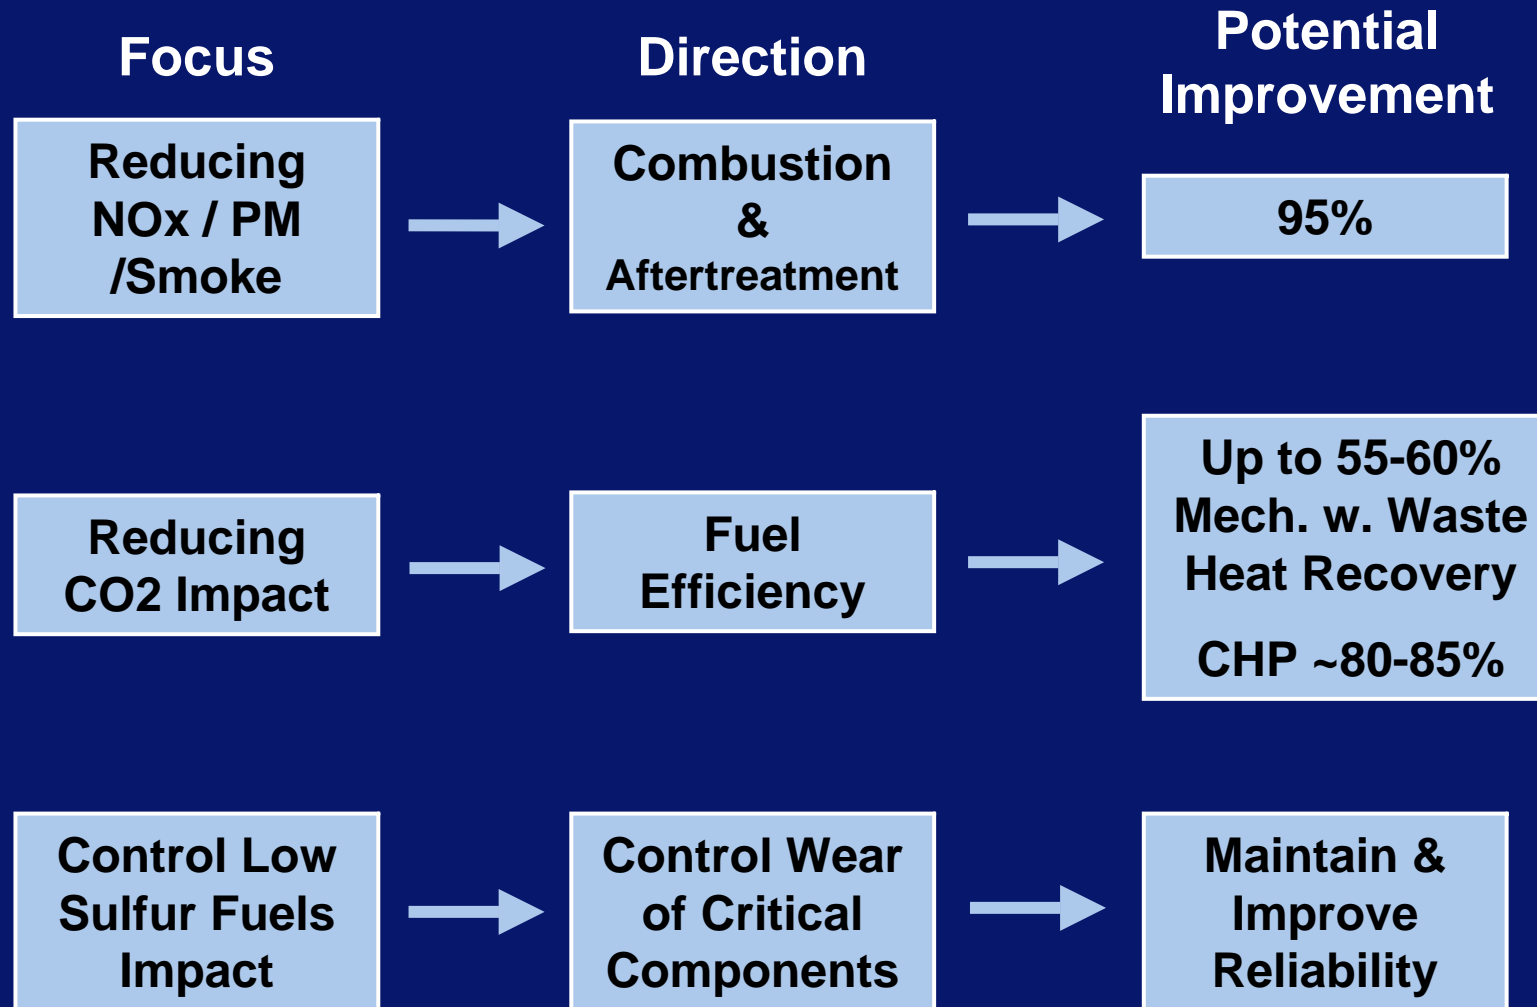 Focus
Direction
Potential
Improvement
Reducing
NOx / PM
/Smoke
Combustion
&
Aftertreatment
95%
Reducing
CO2 Impact
Fuel
Efficiency
Up to 55-60%
Mech. w. Waste
Heat Recovery
CHP ~80-85%
Control Low
Sulfur Fuels
Impact
Control Wear
of Critical
Components
Maintain &
Improve
Reliability